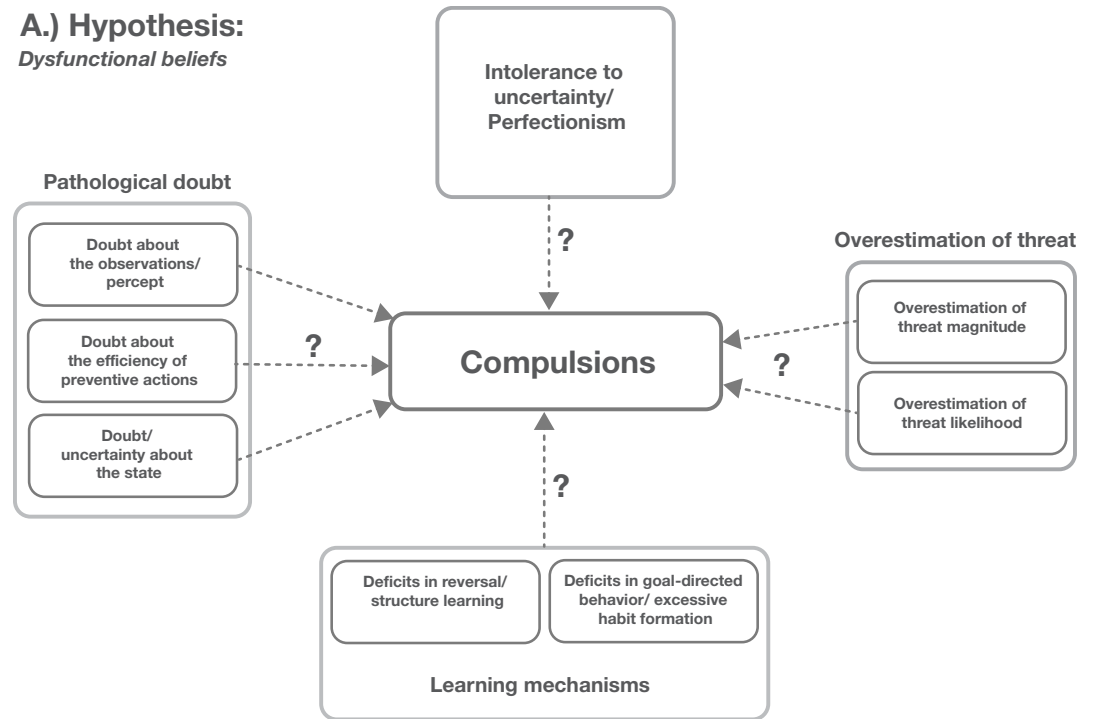 A.) Hypothesis:
Dysfunctional beliefs
Intolerance to
uncertainty/
Perfectionism
?
Pathological doubt
Doubt about
the observations/
percept
Doubt about
the efficiency of
preventive actions
Doubt/
uncertainty about
the state
?
Compulsions
Overestimation of threat
Overestimation of
threat magnitude
?
Overestimation of
threat likelihood
?
Deficits in reversal/
structure learning
Deficits in goal-directed
behavior/ excessive
habit formation
Learning mechanisms